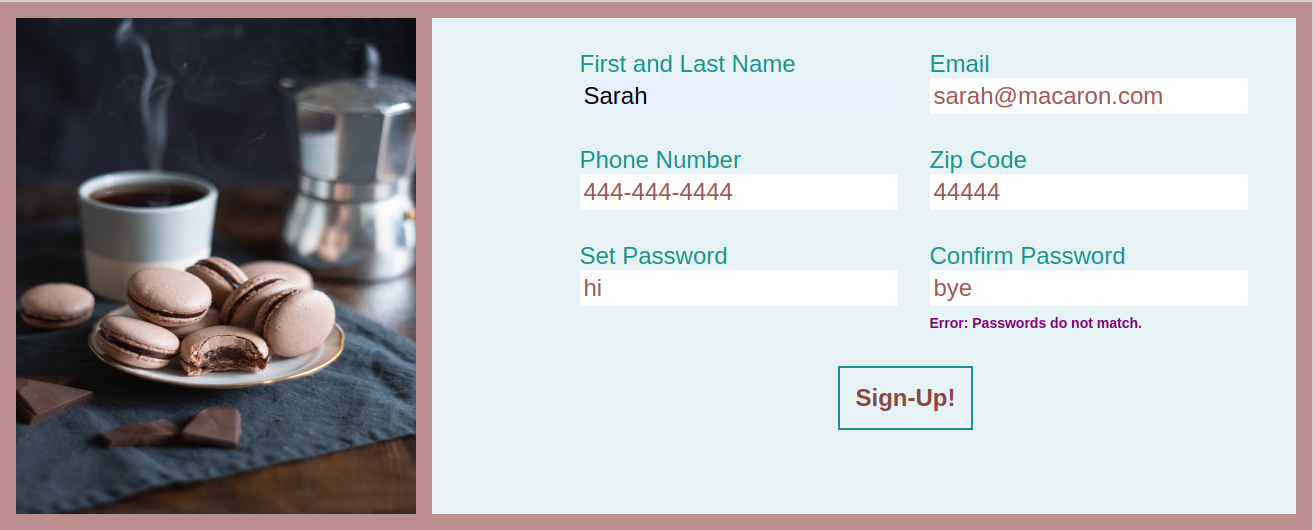 First and Last Name
Email
Sarah
sarah@macaron.com
Phone Number
Zip Code
444-444-4444
44444
Set Password
Confirm Password
hi
bye
Error: Passwords do not match.
Sign-Up!